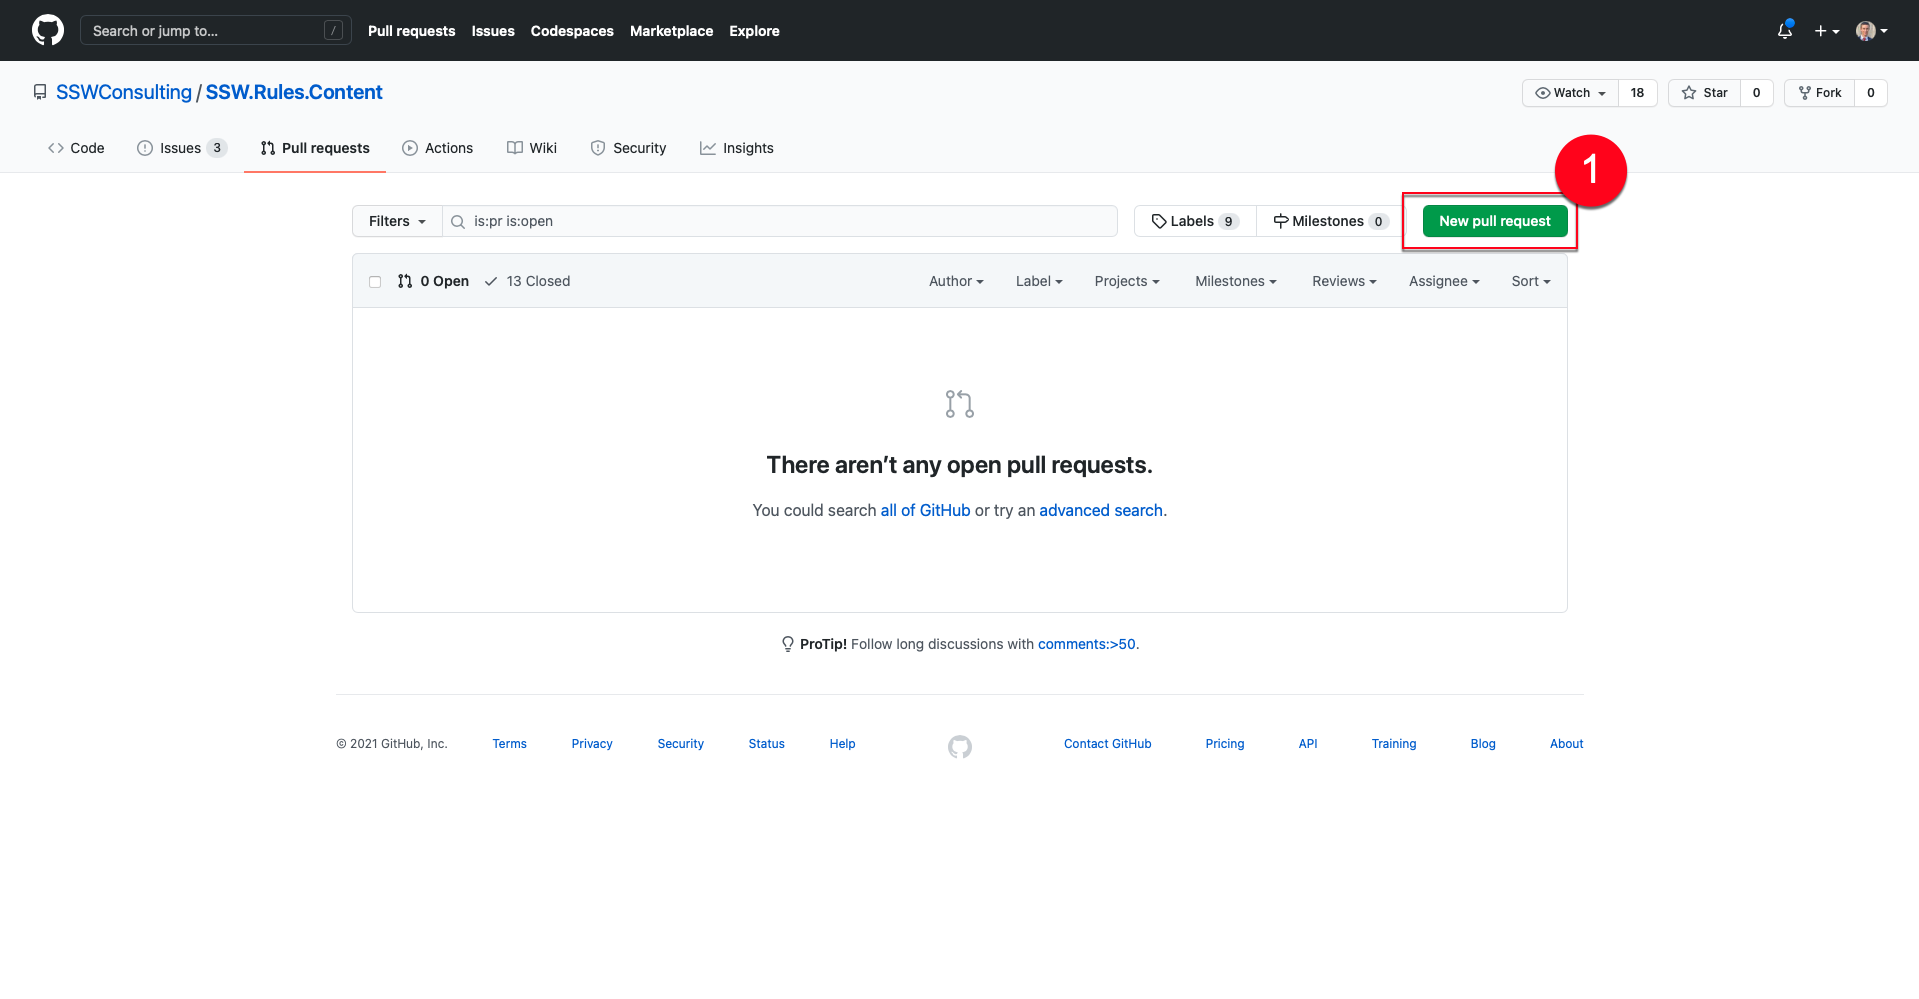 Search or jump to... / Pull requests Issues Codespaces Marketplace Explore
SSWConsulting / SSW.Rules.Content Watch 18 Star 0 Fork 0
Code Issues 3 Pull requests Actions Wiki Security Insights
1
Filters is:pr is:open Labels 9 Milestones 0 New pull request
0 Open 13 Closed Author Label Projects Milestones Reviews Assignee Sort
There aren’t any open pull requests.
You could search all of GitHub or try an advanced search.
ProTip! Follow long discussions with comments:>50.
© 2021 GitHub, Inc. Terms Privacy Security Status Help Contact GitHub Pricing API Training Blog About